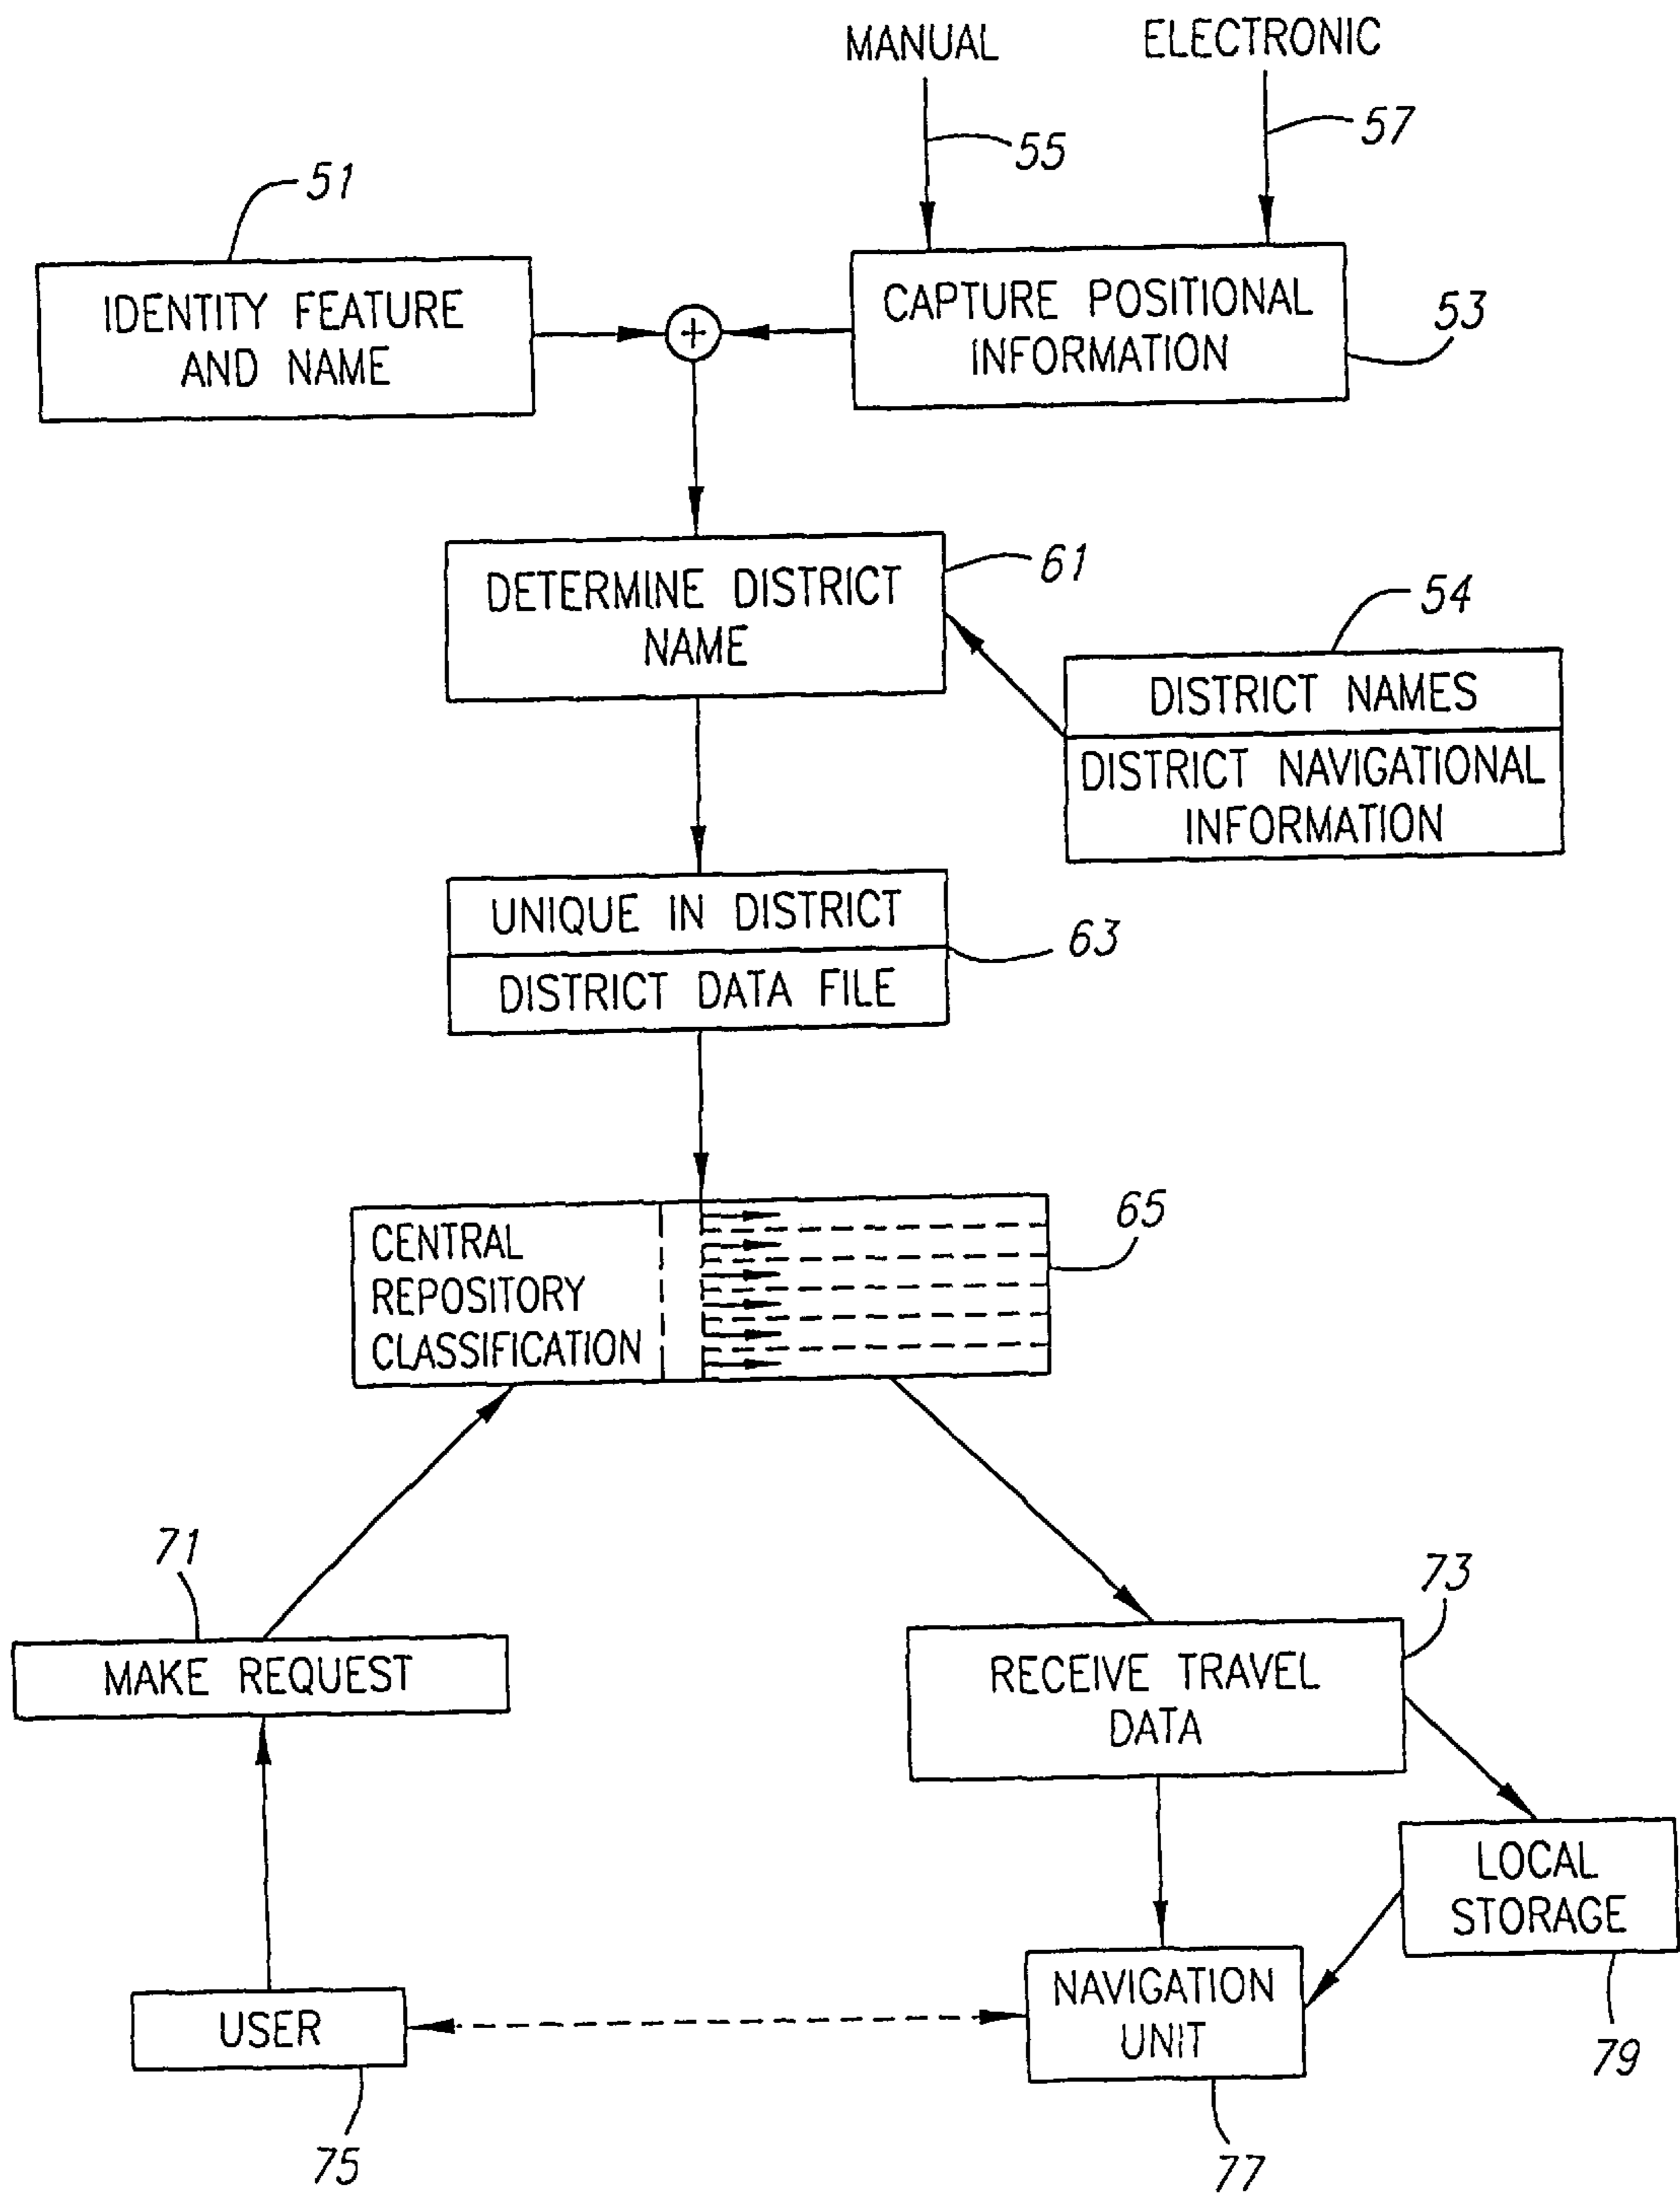 MANUAL
ELECTRONIC
55
57
51
IDENTITY FEATURE
AND NAME
CAPTURE POSITIONAL
INFORMATION
53
+
DETERMINE DISTRICT
NAME
61
54
DISTRICT NAMES
DISTRICT NAVIGATIONAL
INFORMATION
UNIQUE IN DISTRICT
DISTRICT DATA FILE
63
CENTRAL
REPOSITORY
CLASSIFICATION
65
71
MAKE REQUEST
73
RECEIVE TRAVEL
DATA
LOCAL
STORAGE
79
USER
75
NAVIGATION
UNIT
77